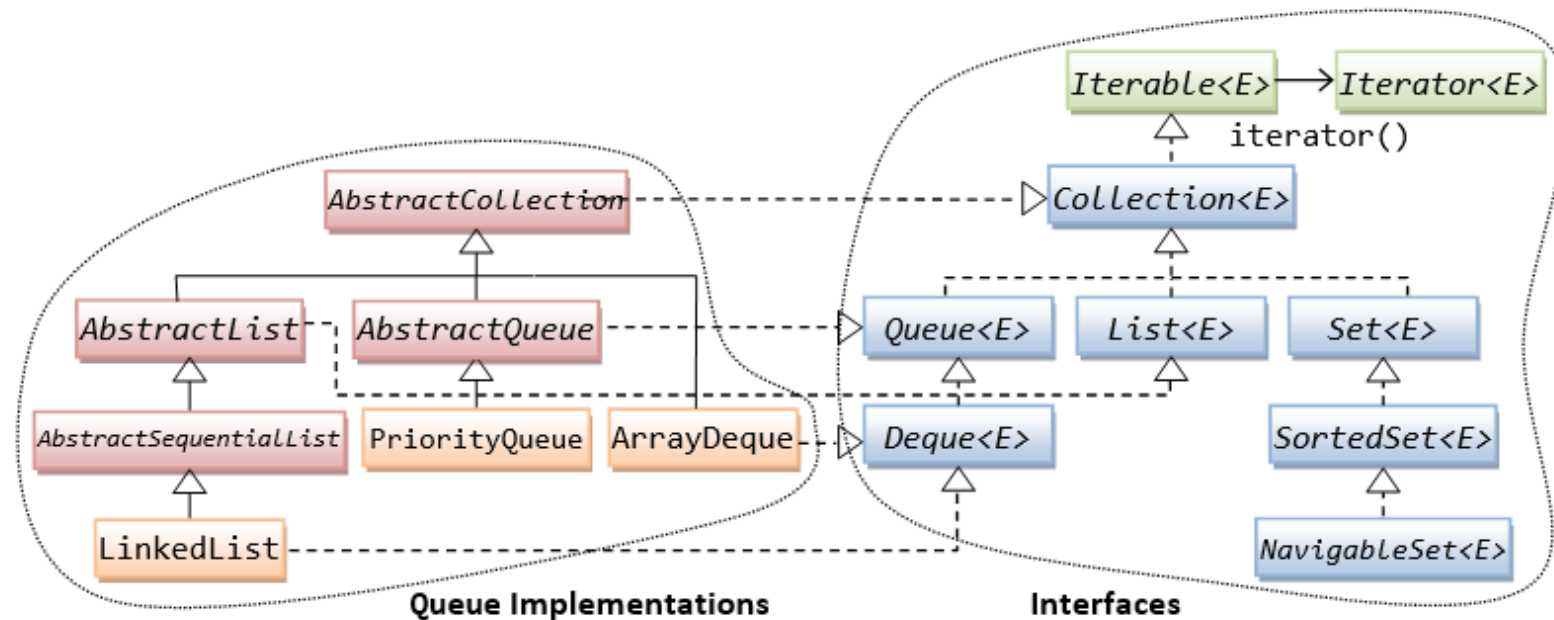 Iterable<E>
Iterator<E>
iterator()
AbstractCollection
Collection<E>
AbstractList
AbstractQueue
Queue<E>
List<E>
Set<E>
AbstractSequentialList
PriorityQueue
ArrayDeque
Deque<E>
SortedSet<E>
LinkedList
NavigableSet<E>
Queue Implementations
Interfaces